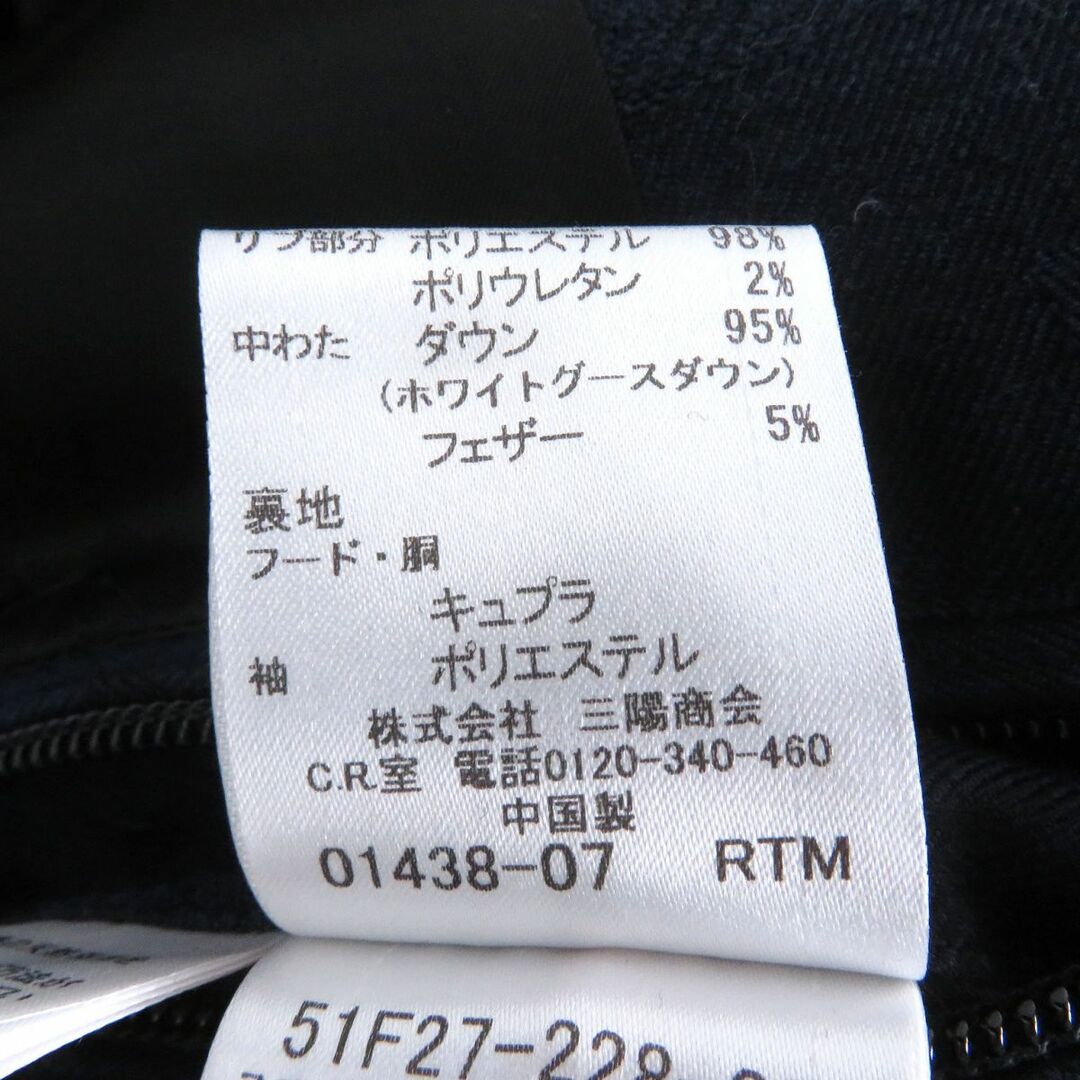 リブ部分 ポリエステル 98%
ポリウレタン 2%
中わた ダウン 95%
(ホワイトグースダウン)
フェザー 5%
裏地
フード・胴
キュプラ
袖 ポリエステル
株式会社 三陽商会
C.R.室 電話0120-340-460
中国製
01438-07 RTM
51F27-228